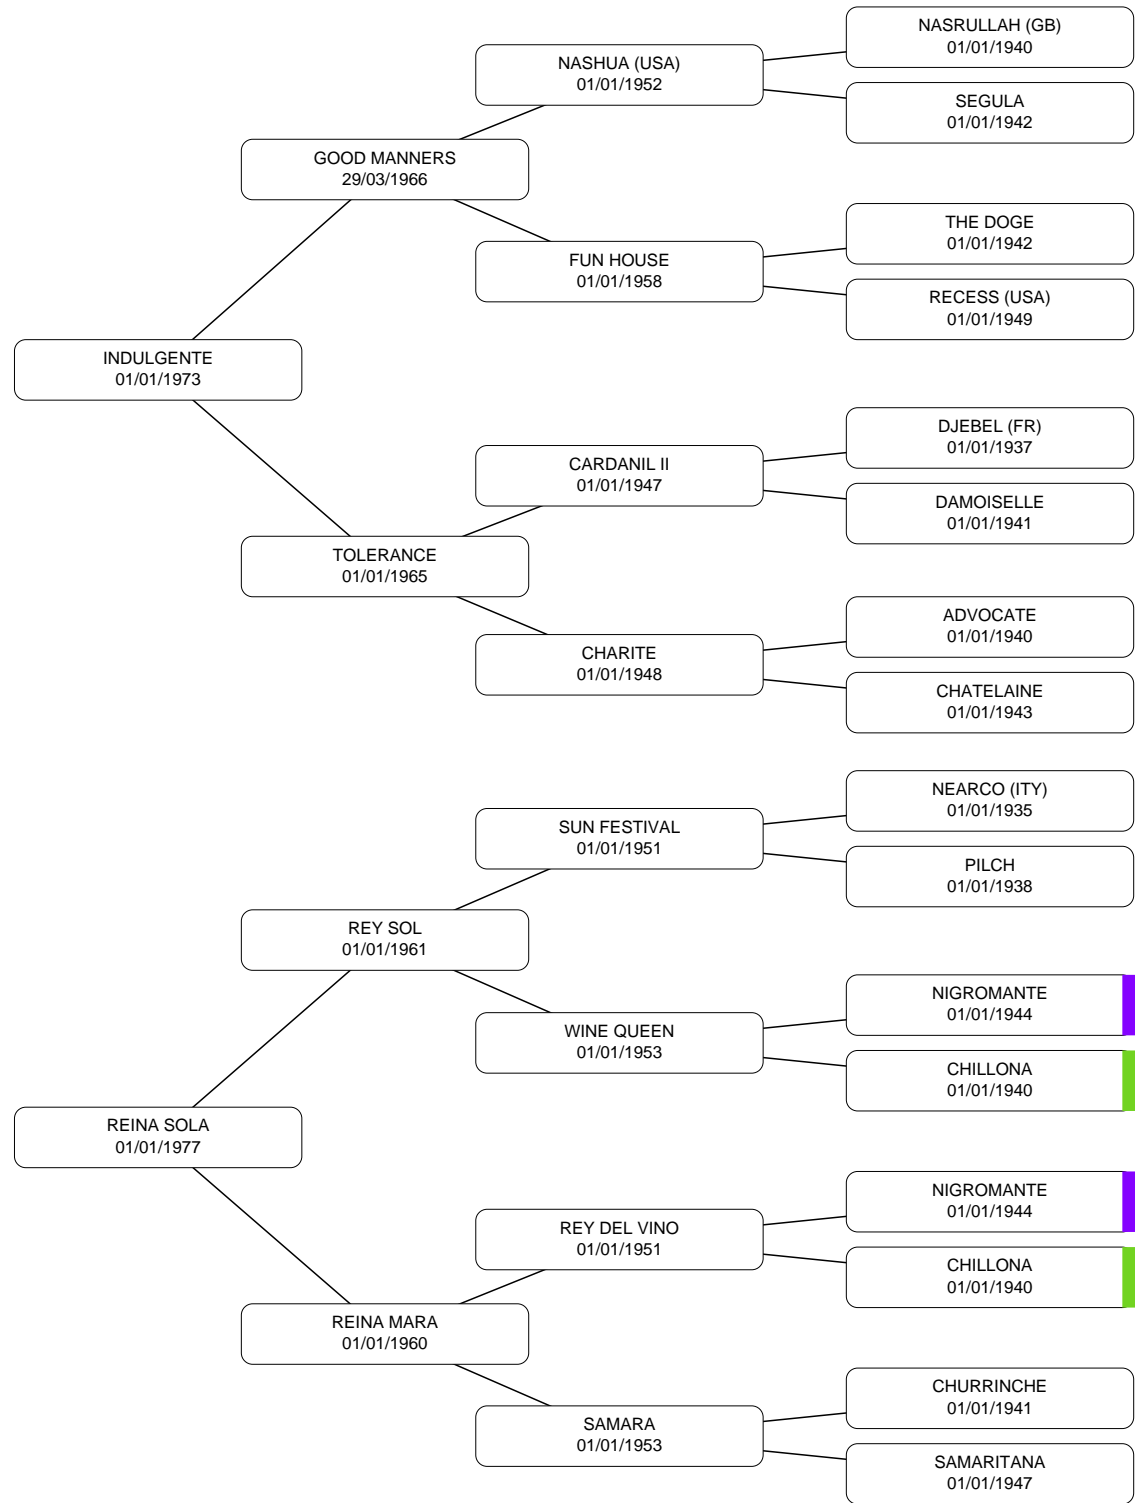 NASRULLAH (GB)
01/01/1940
NASHUA (USA)
01/01/1952
SEGULA
01/01/1942
GOOD MANNERS
29/03/1966
THE DOGE
01/01/1942
FUN HOUSE
01/01/1958
RECESS (USA)
01/01/1949
INDULGENTE
01/01/1973
DJEBEL (FR)
01/01/1937
CARDANIL II
01/01/1947
DAMOISELLE
01/01/1941
TOLERANCE
01/01/1965
ADVOCATE
01/01/1940
CHARITE
01/01/1948
CHATELAINE
01/01/1943
NEARCO (ITY)
01/01/1935
SUN FESTIVAL
01/01/1951
PILCH
01/01/1938
REY SOL
01/01/1961
NIGROMANTE
01/01/1944
WINE QUEEN
01/01/1953
CHILLONA
01/01/1940
REINA SOLA
01/01/1977
NIGROMANTE
01/01/1944
REY DEL VINO
01/01/1951
CHILLONA
01/01/1940
REINA MARA
01/01/1960
CHURRINCHE
01/01/1941
SAMARA
01/01/1953
SAMARITANA
01/01/1947